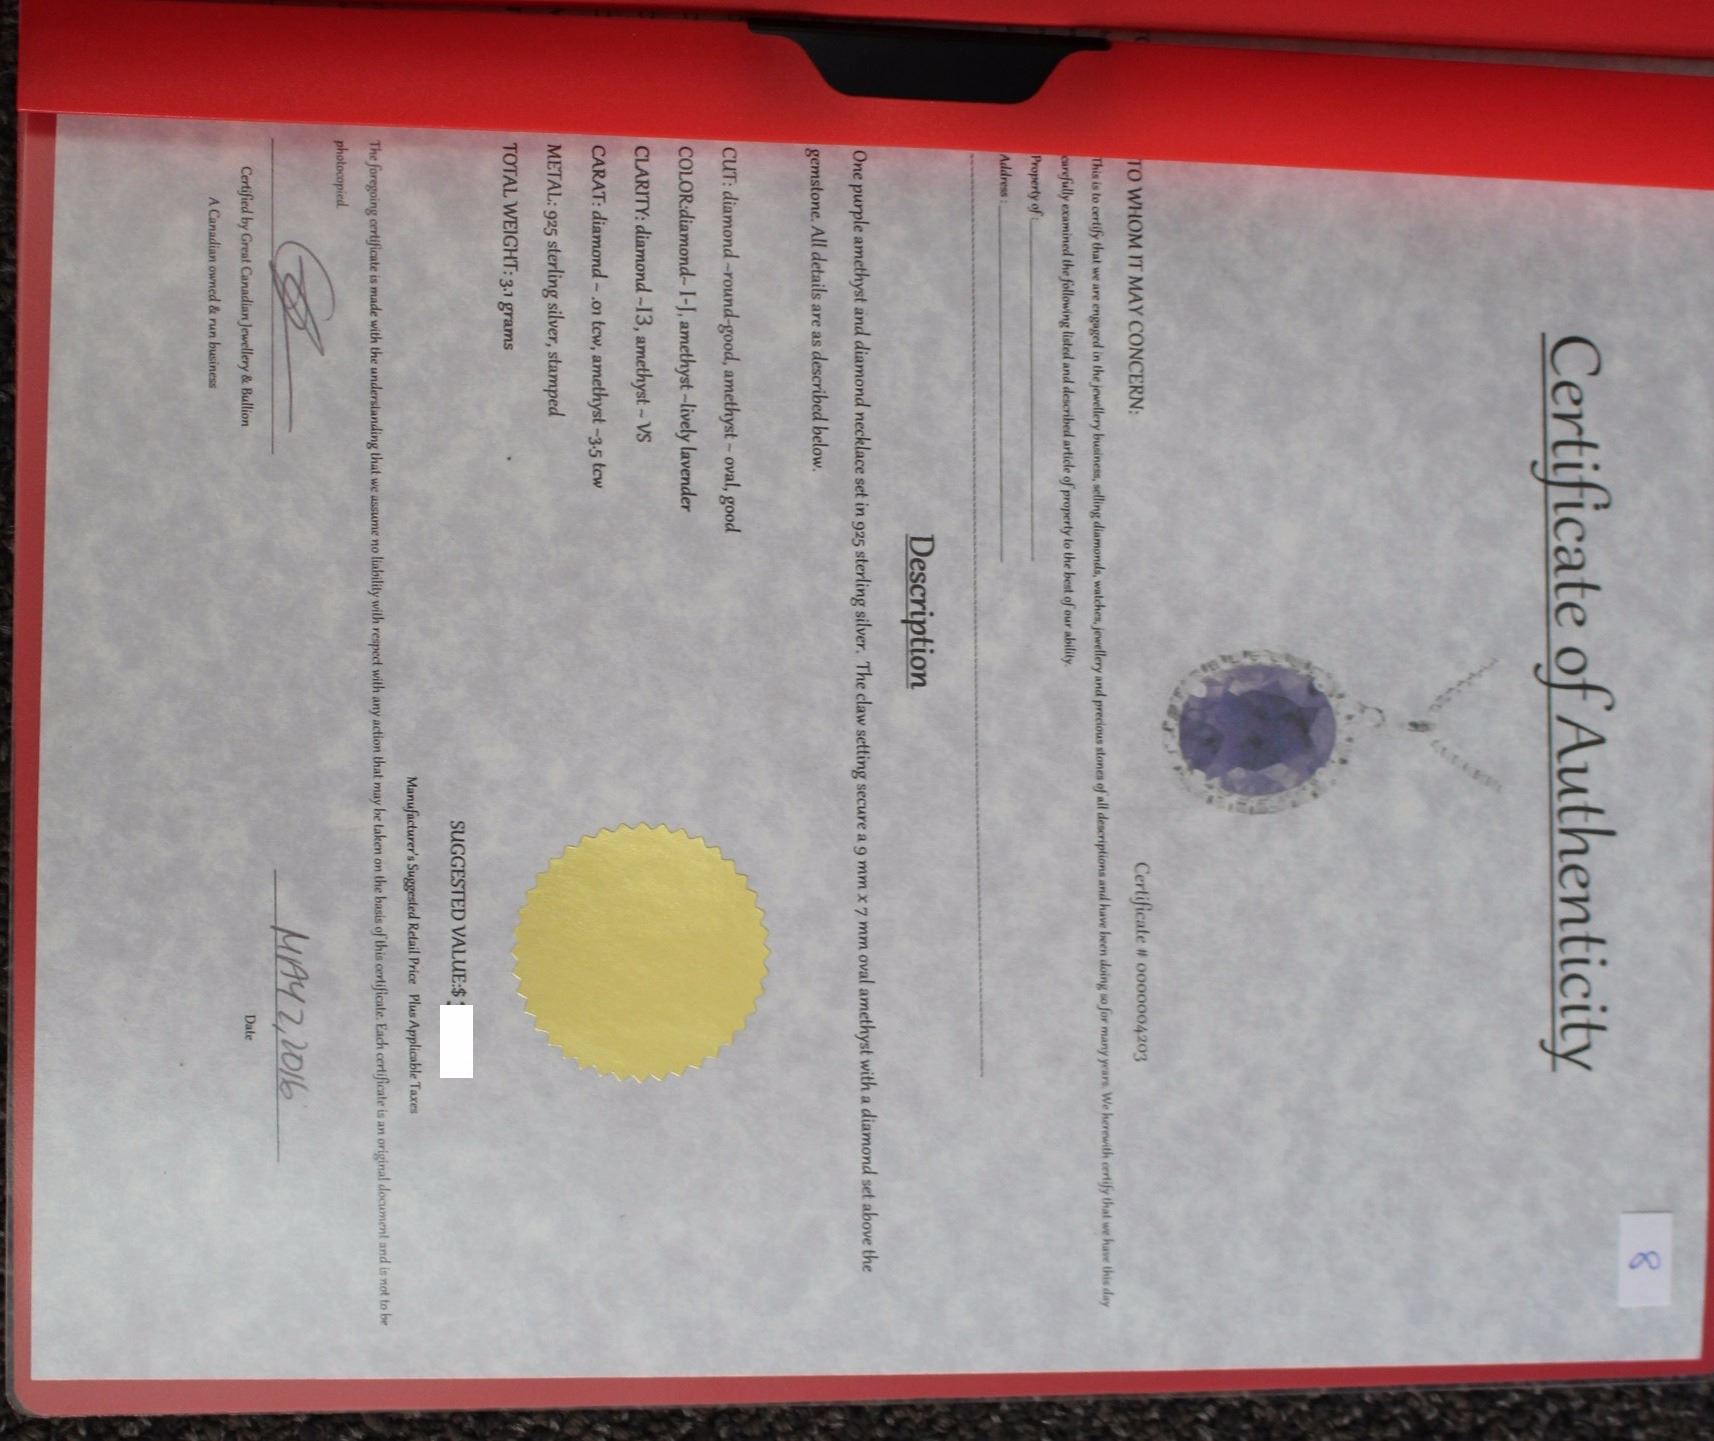 8
Certificate of Authenticity
Certificate # 0000004203
TO WHOM IT MAY CONCERN:
This is to certify that we are engaged in the jewellery business, selling diamonds, watches, jewellery and precious stones of all descriptions and have been doing so for many years. We herewith certify that we have this day
carefully examined the following listed and described article of property to the best of our ability.
Property of :
Address :
Description
One purple amethyst and diamond necklace set in 925 sterling silver. The claw setting secure a 9 mm x 7 mm oval amethyst with a diamond set above the
gemstone. All details are as described below.
CUT: diamond ~round-good, amethyst ~ oval, good
COLOR:diamond~ I-J, amethyst ~lively lavender
CLARITY: diamond ~I3, amethyst ~ VS
CARAT: diamond ~ .01 tcw, amethyst ~3.5 tcw
METAL: 925 sterling silver, stamped
TOTAL WEIGHT: 3.1 grams
SUGGESTED VALUE:$
Manufacturer's Suggested Retail Price Plus Applicable Taxes
The foregoing certificate is made with the understanding that we assume no liability with respect with any action that may be taken on the basis of this certificate. Each certificate is an original document and is not to be
photocopied.
MAY 2, 2016
Certified by Great Canadian Jewellery & Bullion
Date
A Canadian owned & run business